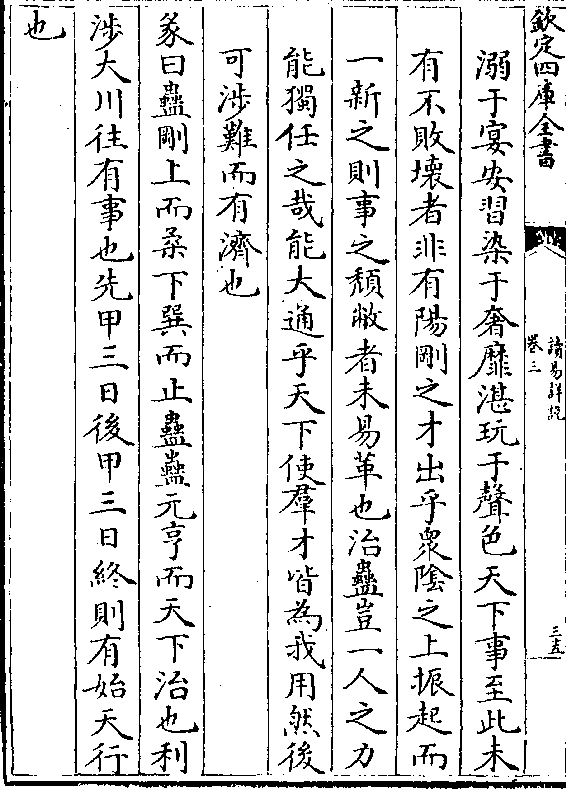 欽定四庫全書
讀易詳說
卷三
三五
溺于宴安習染于奢靡湛玩于聲色天下事至此未
有不敗壞者非有陽剛之才出乎衆陰之上振起而
一新之則事之頹敝者未易革也治蠱豈一人之力
能獨任之哉能大通乎天下使羣才皆為我用然後
可涉難而有濟也
彖曰蠱剛上而柔下巽而止蠱蠱元亨而天下治也利
涉大川往有事也先甲三日後甲三日終則有始天行
也